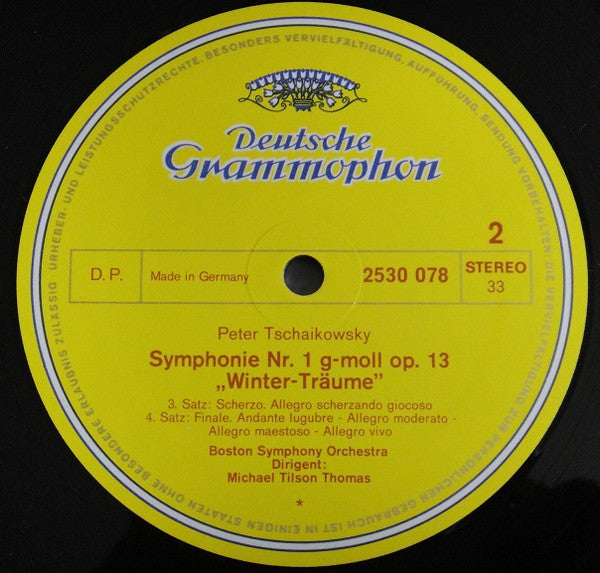 Deutsche
Grammophon
2
D.P.
Made in Germany
2530 078
STEREO
33
Peter Tschaikowsky
Symphonie Nr. 1 g-moll op. 13
„Winter-Träume”
3. Satz: Scherzo. Allegro scherzando giocoso
4. Satz: Finale. Andante lugubre - Allegro moderato -
Allegro maestoso - Allegro vivo
Boston Symphony Orchestra
Dirigent:
Michael Tilson Thomas
*
URHEBER- UND LEISTUNGSSCHUTZRECHTE, BESONDERS VERVIELFÄLTIGUNG, AUFFÜHRUNG, SENDUNG VORBEHALTEN! DIE VERVIELFÄLTIGUNG ZUM PERSÖNLICHEN GEBRAUCH IST IN EINIGEN STAATEN OHNE BESONDERE ERLAUBNIS ZULÄSSIG ·